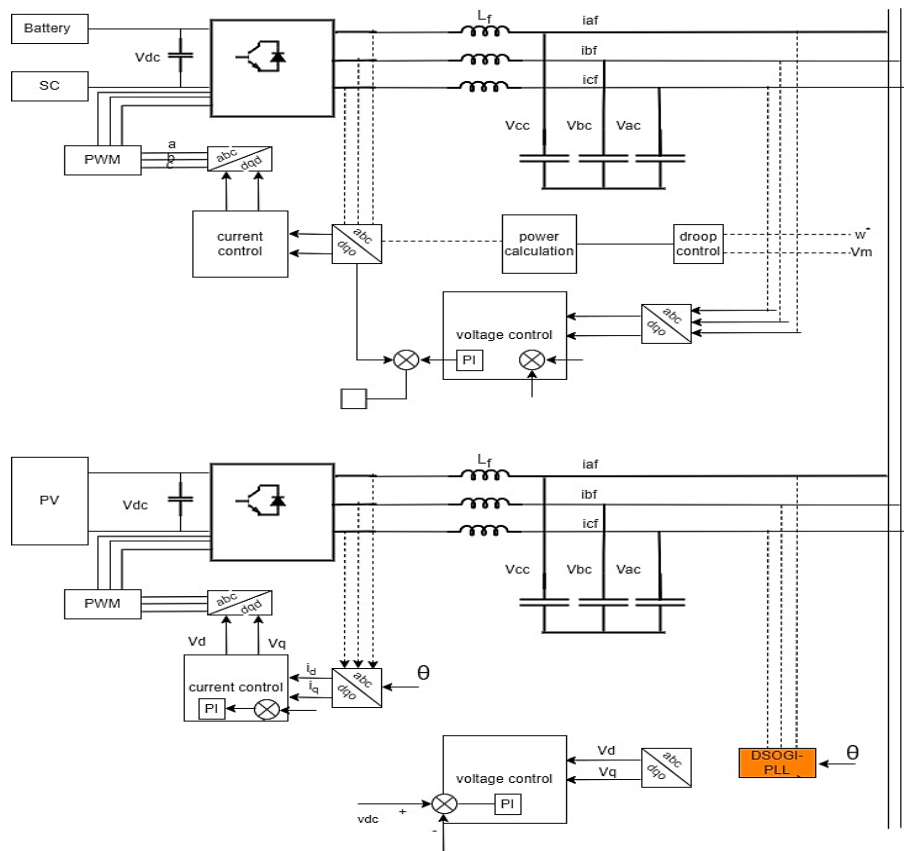 Battery
Vdc
SC
Lf
iaf
ibf
icf
Vcc
Vbc
Vac
PWM
a
b
c
abc
dqd
current
control
abc
dqo
power
calculation
droop
control
w*
Vm
voltage control
PI
abc
dqo
PV
Vdc
Lf
iaf
ibf
icf
Vcc
Vbc
Vac
PWM
abc
dqd
Vd
Vq
current control
PI
id
iq
abc
dqo
θ
voltage control
PI
Vd
Vq
abc
dqo
DSOGI-
PLL
θ
vdc
+
-